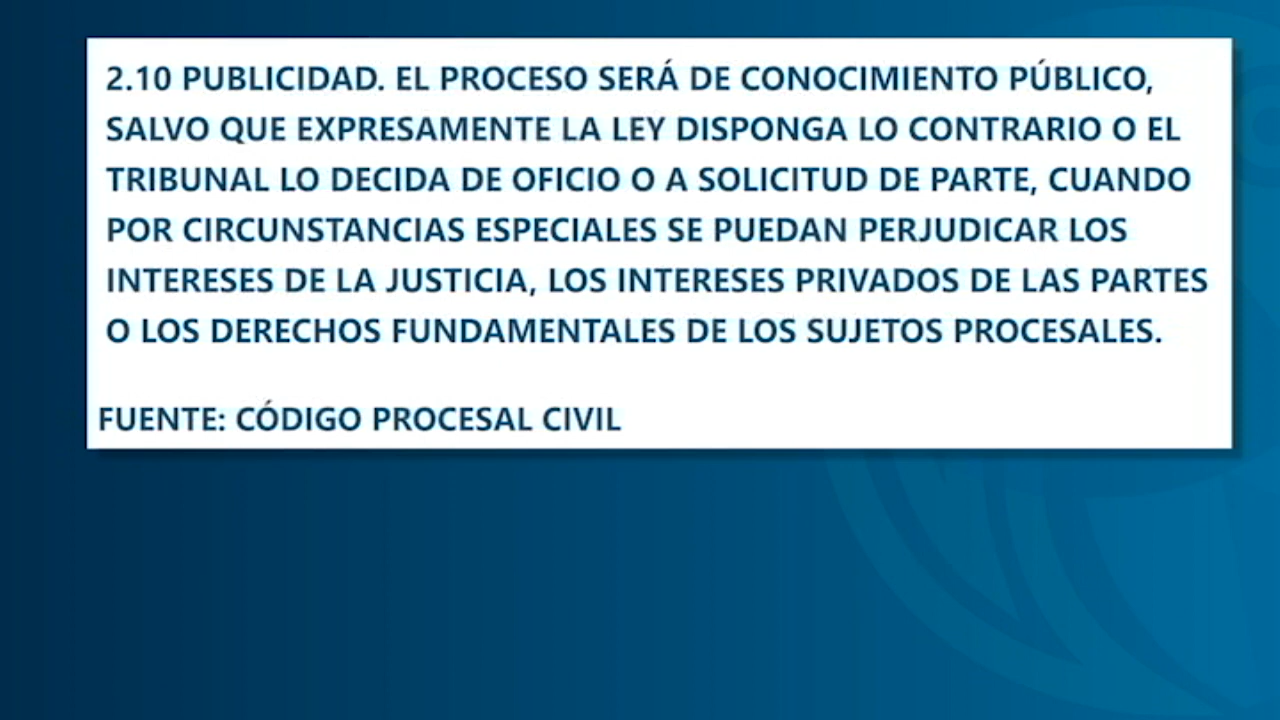 2.10 PUBLICIDAD. EL PROCESO SERÁ DE CONOCIMIENTO PÚBLICO,
SALVO QUE EXPRESAMENTE LA LEY DISPONGA LO CONTRARIO O EL
TRIBUNAL LO DECIDA DE OFICIO O A SOLICITUD DE PARTE, CUANDO
POR CIRCUNSTANCIAS ESPECIALES SE PUEDAN PERJUDICAR LOS
INTERESES DE LA JUSTICIA, LOS INTERESES PRIVADOS DE LAS PARTES
O LOS DERECHOS FUNDAMENTALES DE LOS SUJETOS PROCESALES.
FUENTE: CÓDIGO PROCESAL CIVIL